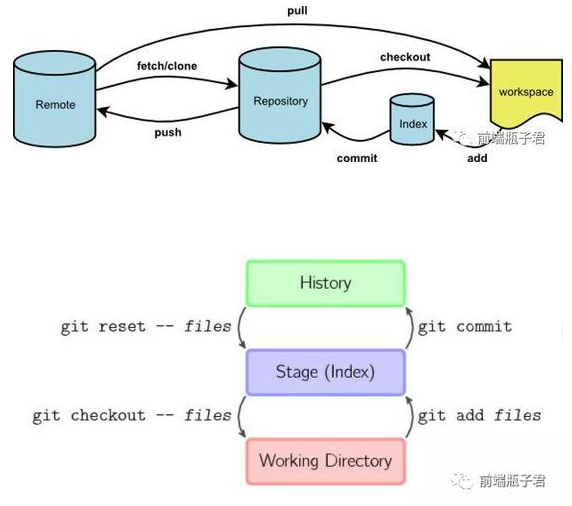 pull
fetch/clone
checkout
Remote
Repository
workspace
Index
push
commit
add
前端瓶子君
History
git reset -- files
git commit
Stage (Index)
git checkout -- files
git add files
Working Directory
前端瓶子君